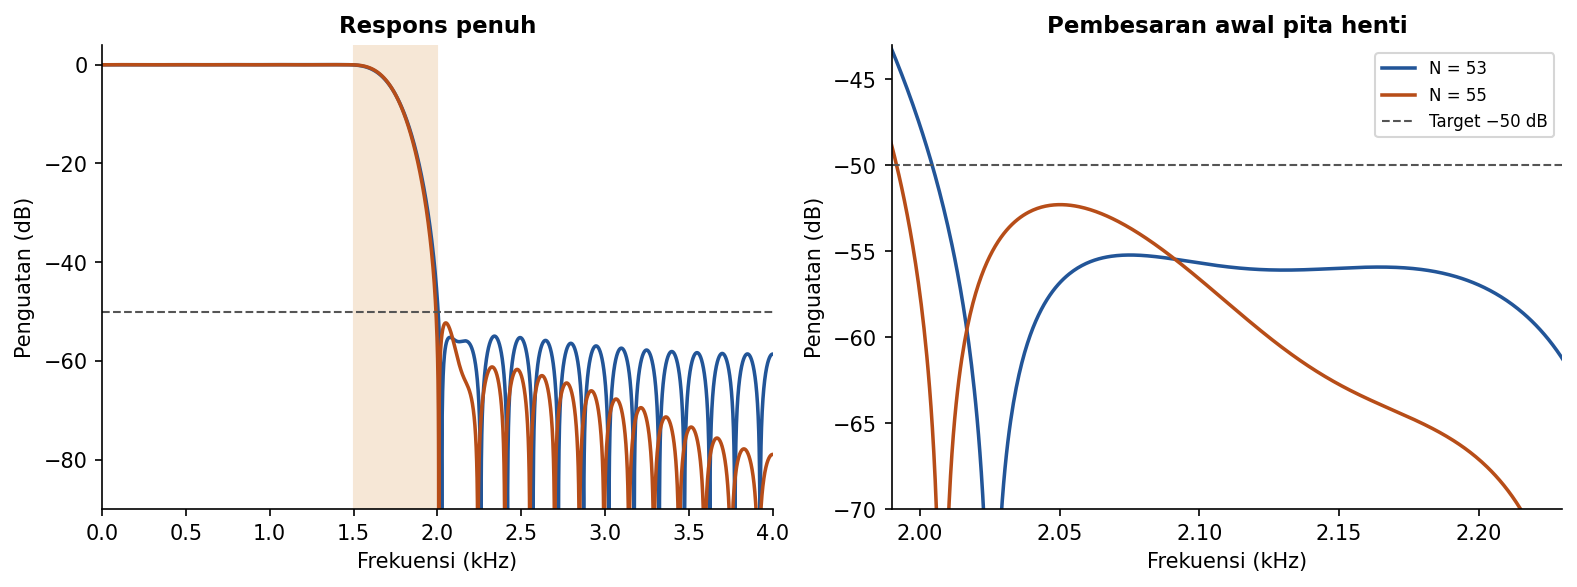 Respons penuh
Penguatan (dB)
0
−20
−40
−60
−80
0.0 0.5 1.0 1.5 2.0 2.5 3.0 3.5 4.0
Frekuensi (kHz)
Pembesaran awal pita henti
Penguatan (dB)
−45
−50
−55
−60
−65
−70
N = 53
N = 55
Target −50 dB
2.00 2.05 2.10 2.15 2.20
Frekuensi (kHz)